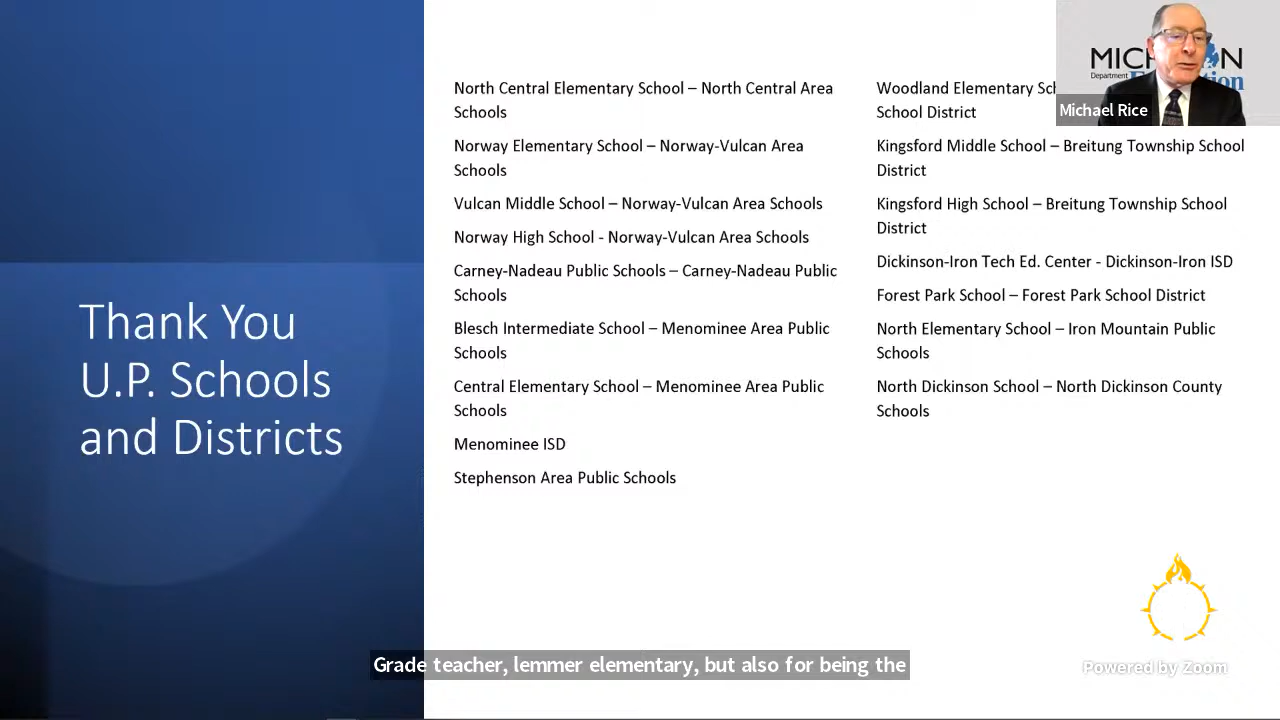 Thank You
U.P. Schools
and Districts
North Central Elementary School – North Central Area
Schools
Norway Elementary School – Norway-Vulcan Area
Schools
Vulcan Middle School – Norway-Vulcan Area Schools
Norway High School - Norway-Vulcan Area Schools
Carney-Nadeau Public Schools – Carney-Nadeau Public
Schools
Blesch Intermediate School – Menominee Area Public
Schools
Central Elementary School – Menominee Area Public
Schools
Menominee ISD
Stephenson Area Public Schools
Woodland Elementary
School District
Kingsford Middle School – Breitung Township School
District
Kingsford High School – Breitung Township School
District
Dickinson-Iron Tech Ed. Center - Dickinson-Iron ISD
Forest Park School – Forest Park School District
North Elementary School – Iron Mountain Public
Schools
North Dickinson School – North Dickinson County
Schools
Department
Michael Rice
Grade teacher, lemmer elementary, but also for being the
Powered by Zoom